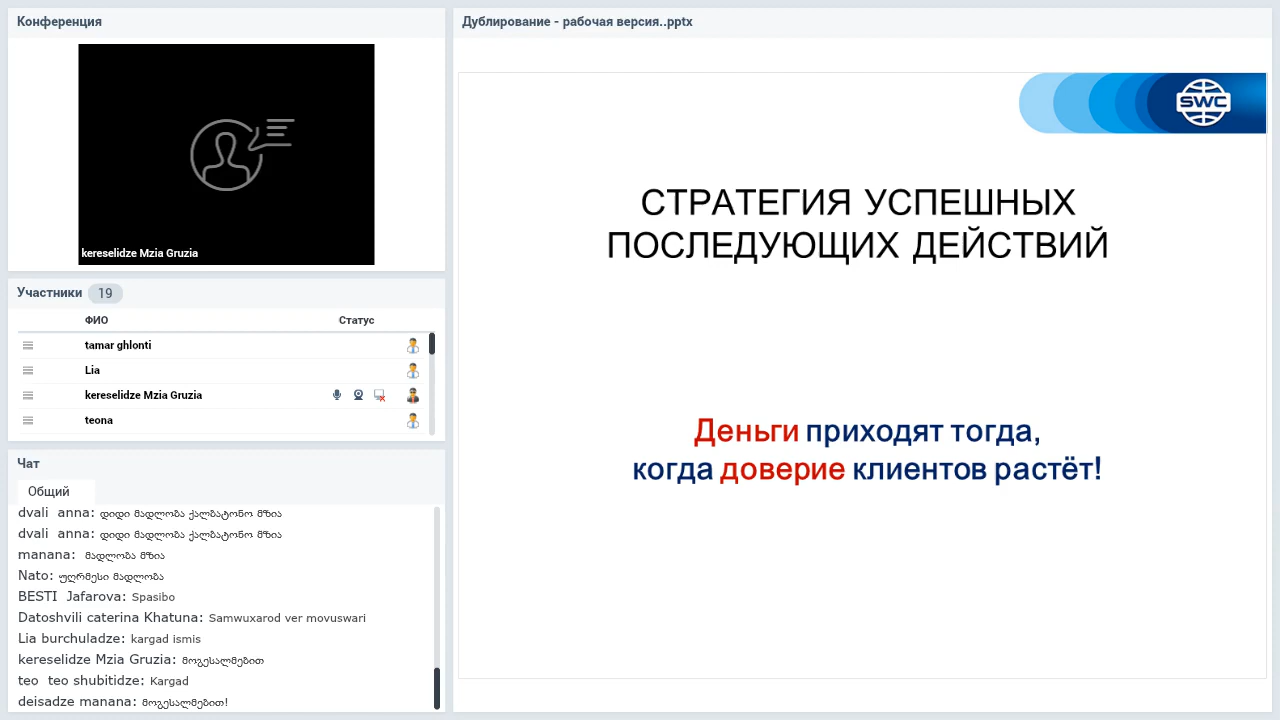 Конференция
kereselidze Mzia Gruzia
Участники 19
ФИО Статус
tamar ghlonti
Lia
kereselidze Mzia Gruzia
teona
Чат
Общий
dvali anna: დიდი მადლობა ქალბატონო მზია
dvali anna: დიდი მადლობა ქალბატონო მზია
manana: მადლობა მზია
Nato: უღრმესი მადლობა
BESTI Jafarova: Spasibo
Datoshvili caterina Khatuna: Samwuxarod ver movuswari
Lia burchuladze: kargad ismis
kereselidze Mzia Gruzia: მოგესალმებით
teo teo shubitidze: Kargad
deisadze manana: მოგესალმებით!
Дублирование - рабочая версия..pptx
SWC
СТРАТЕГИЯ УСПЕШНЫХ
ПОСЛЕДУЮЩИХ ДЕЙСТВИЙ
Деньги приходят тогда,
когда доверие клиентов растёт!